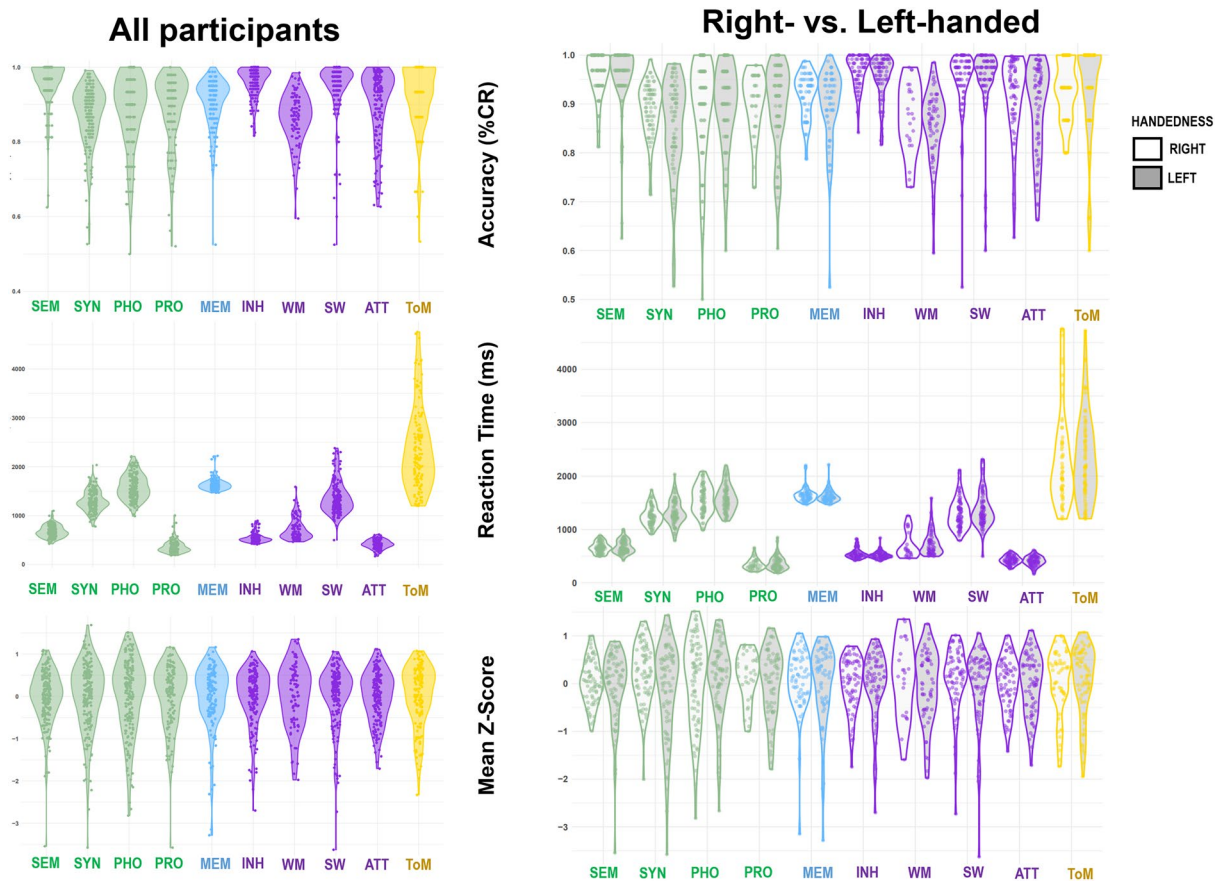 All participants
Right- vs. Left-handed
Accuracy (%CR)
1.0
0.8
0.6
0.4
SEM SYN PHO PRO MEM INH WM SW ATT ToM
1.0
0.9
0.8
0.7
0.6
0.5
SEM SYN PHO PRO MEM INH WM SW ATT ToM
HANDEDNESS
RIGHT
LEFT
Reaction Time (ms)
4000
3000
2000
1000
0
SEM SYN PHO PRO MEM INH WM SW ATT ToM
4000
3000
2000
1000
0
SEM SYN PHO PRO MEM INH WM SW ATT ToM
Mean Z-Score
1
0
−1
−2
−3
SEM SYN PHO PRO MEM INH WM SW ATT ToM
1
0
−1
−2
−3
SEM SYN PHO PRO MEM INH WM SW ATT ToM